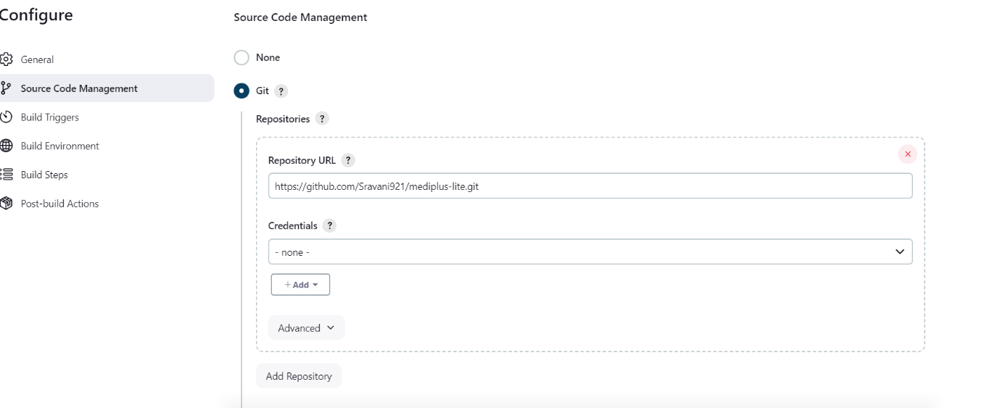 Configure
General
Source Code Management
Build Triggers
Build Environment
Build Steps
Post-build Actions
Source Code Management
None
Git ?
Repositories ?
Repository URL ?
https://github.com/Sravani921/mediplus-lite.git
Credentials ?
- none -
+ Add
Advanced
Add Repository